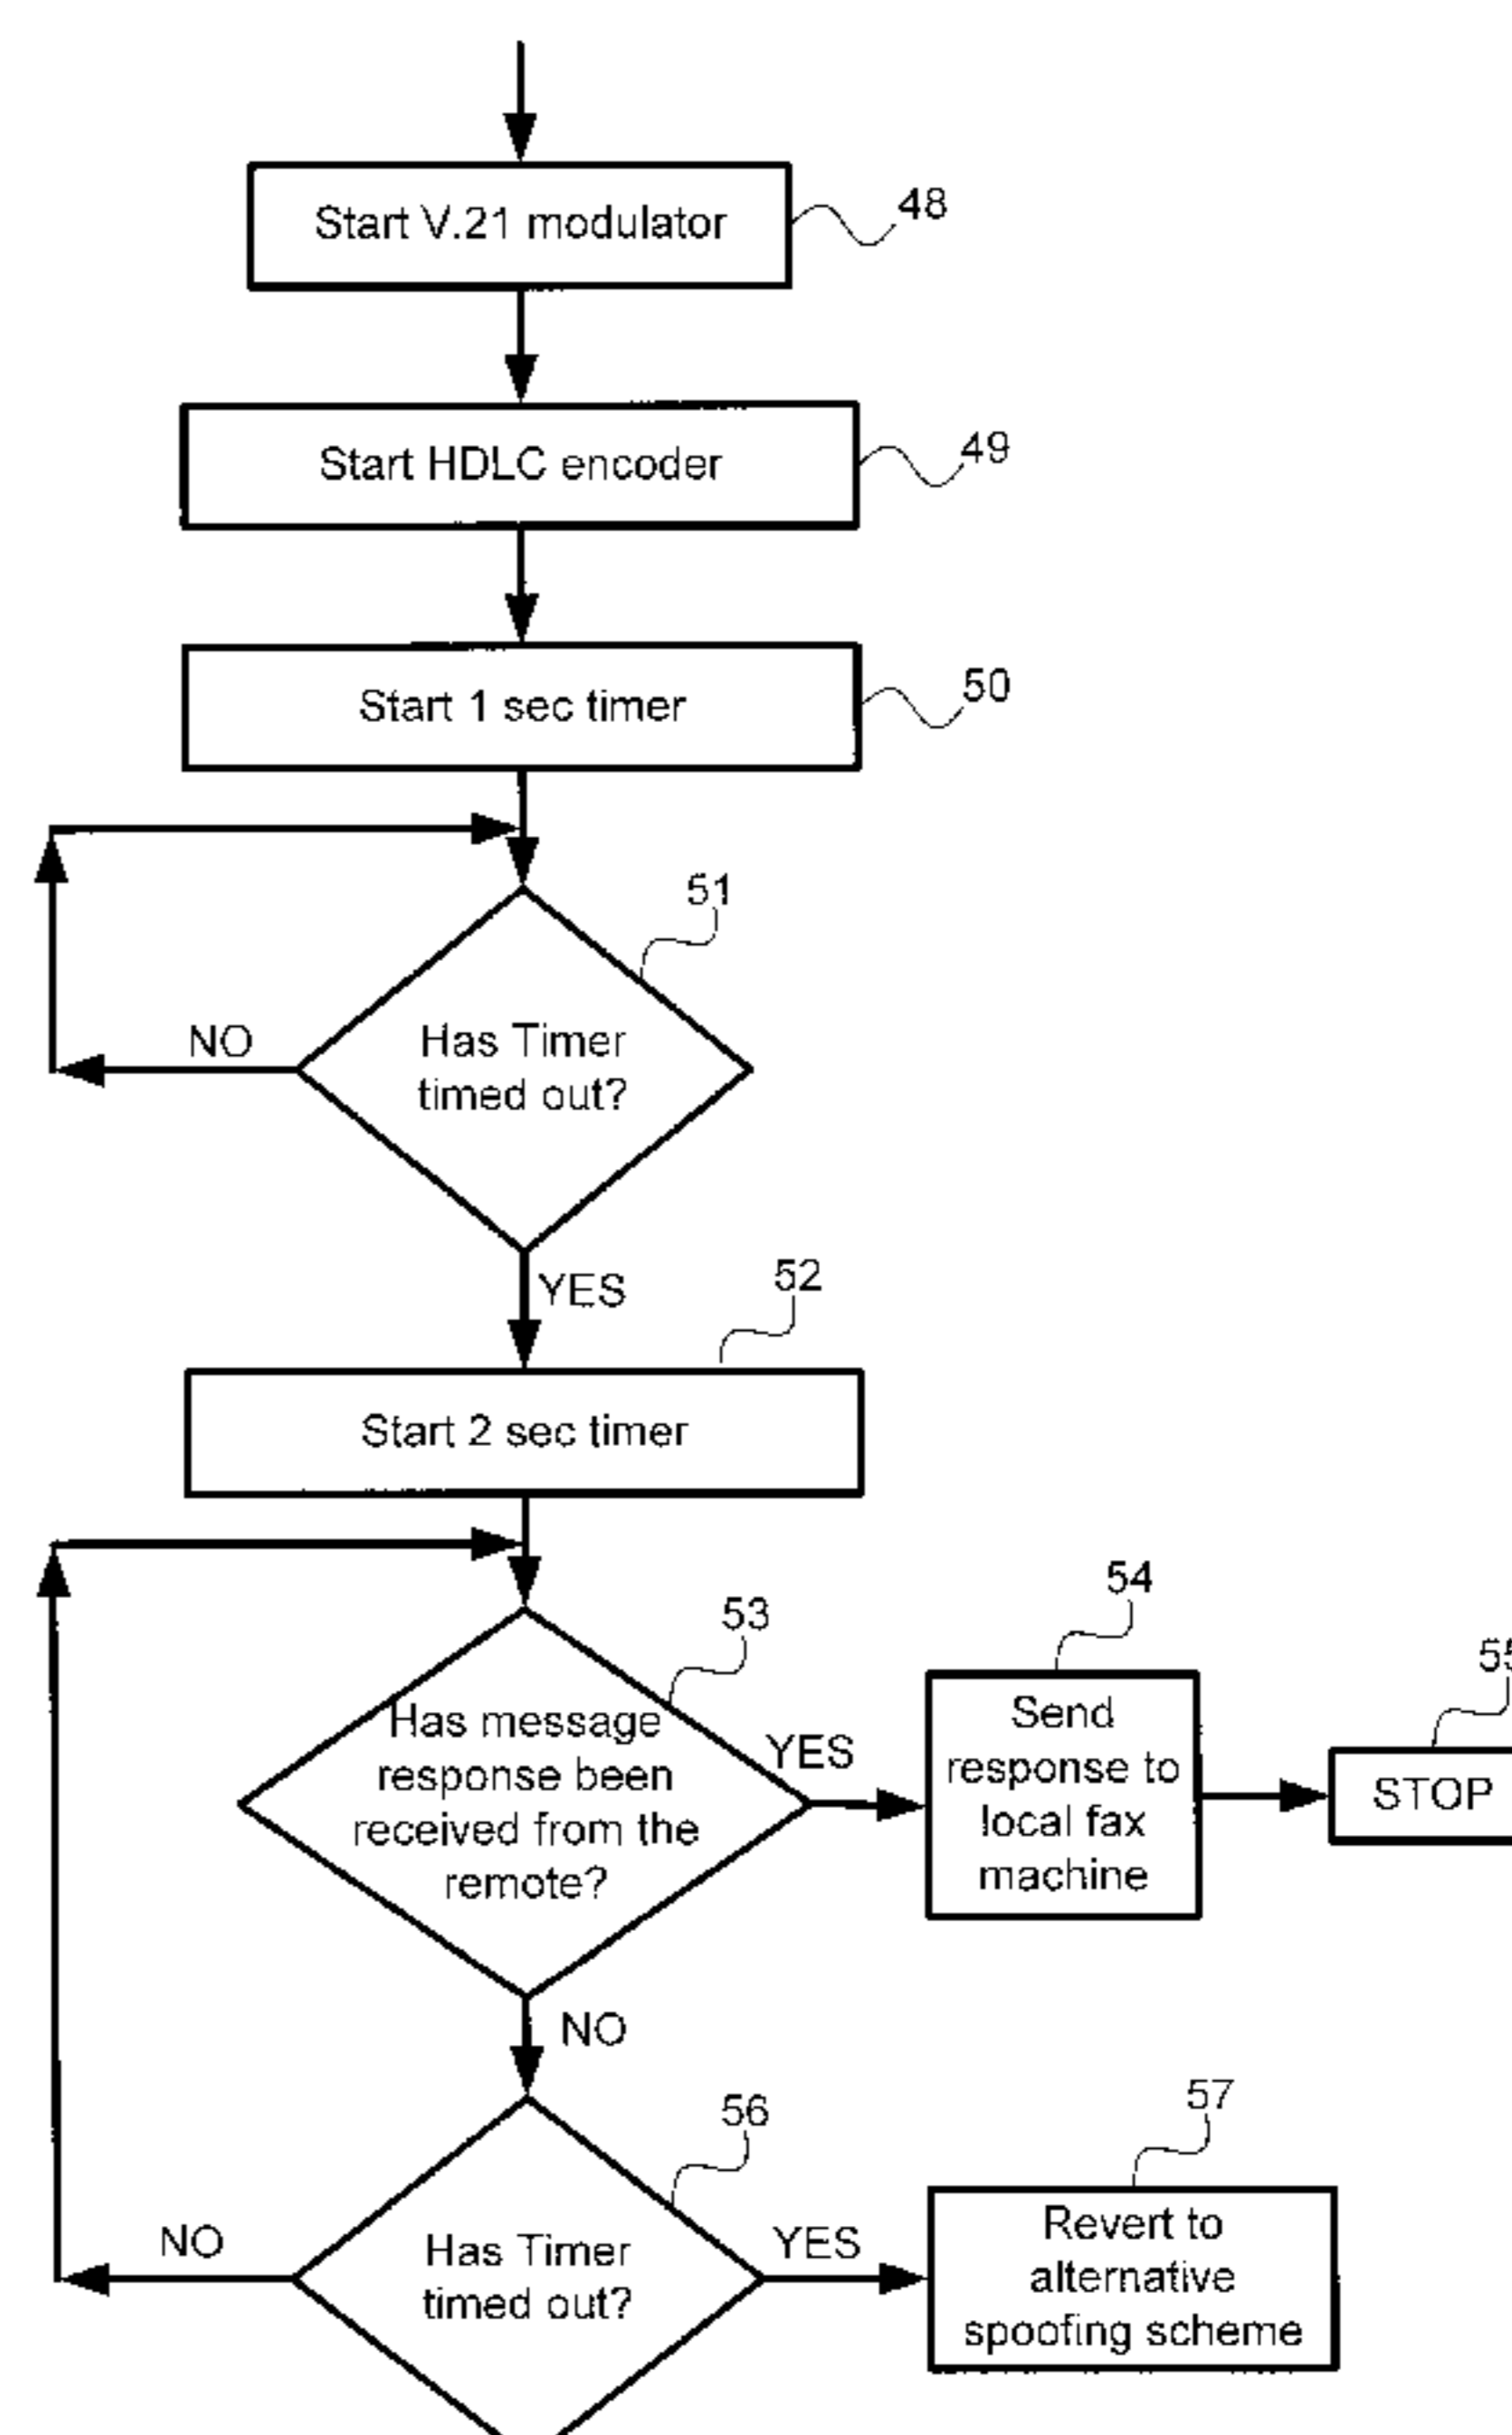 Start V.21 modulator
48
Start HDLC encoder
49
Start 1 sec timer
50
51
Has Timer
timed out?
NO
YES
52
Start 2 sec timer
53
Has message
response been
received from the
remote?
YES
54
Send
response to
local fax
machine
55
STOP
NO
56
Has Timer
timed out?
NO
YES
57
Revert to
alternative
spoofing scheme